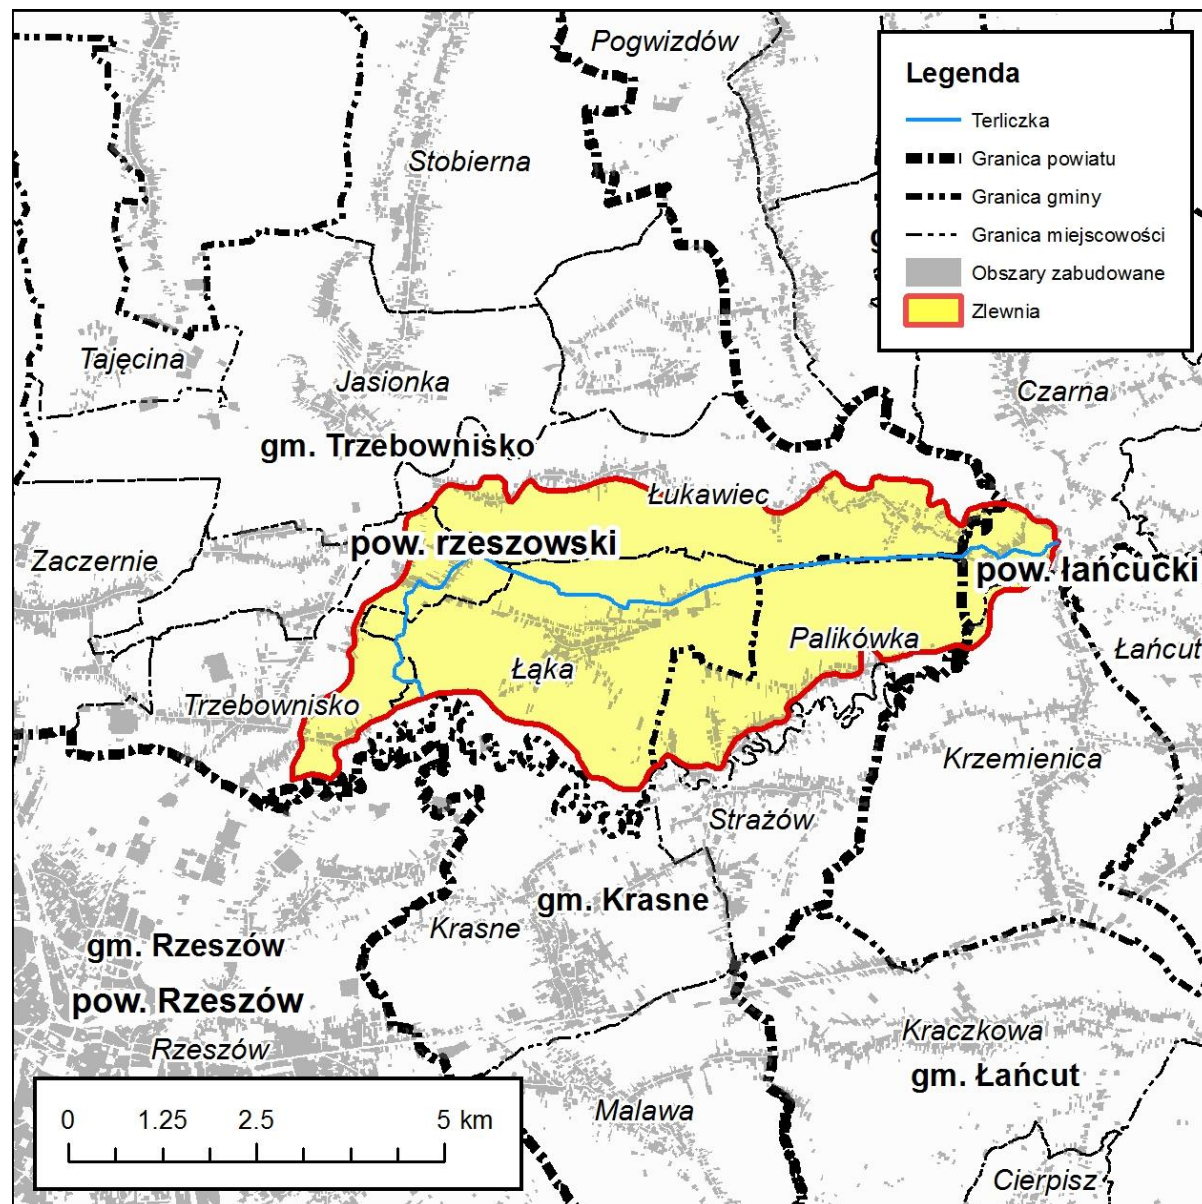 Pogwizdów
Legenda
Terliczka
Granica powiatu
Granica gminy
Granica miejscowości
Obszary zabudowane
Zlewnia
Stobierna
Tajęcina
Jasionka
Czarna
gm. Trzebownisko
Łukawiec
pow. rzeszowski
Zaczernie
pow. łańcucki
Palikówka
Łańcut
Łąka
Trzebownisko
Krzemienica
Strażów
gm. Krasne
Krasne
gm. Rzeszów
pow. Rzeszów
Rzeszów
Kraczkowa
gm. Łańcut
Malawa
Cierpisz
0 1.25 2.5 5 km